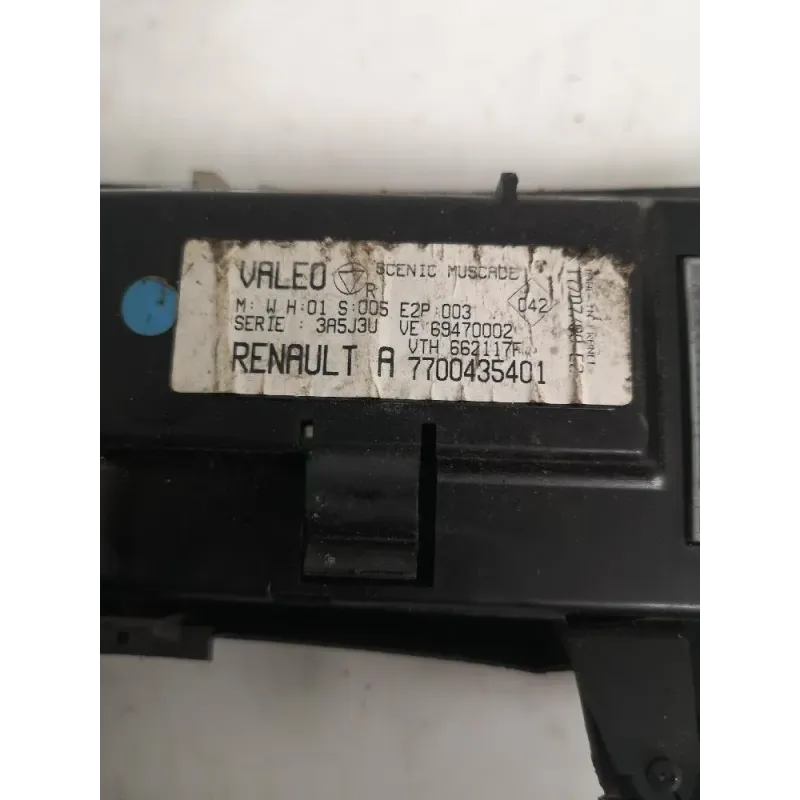 VALEO R SCENIC MUSCADE
M: W H:01 S:005 E2P:003 042
SERIE : 3A5J3U VE 69470002
VTH 662117F
RENAULT A 7700435401